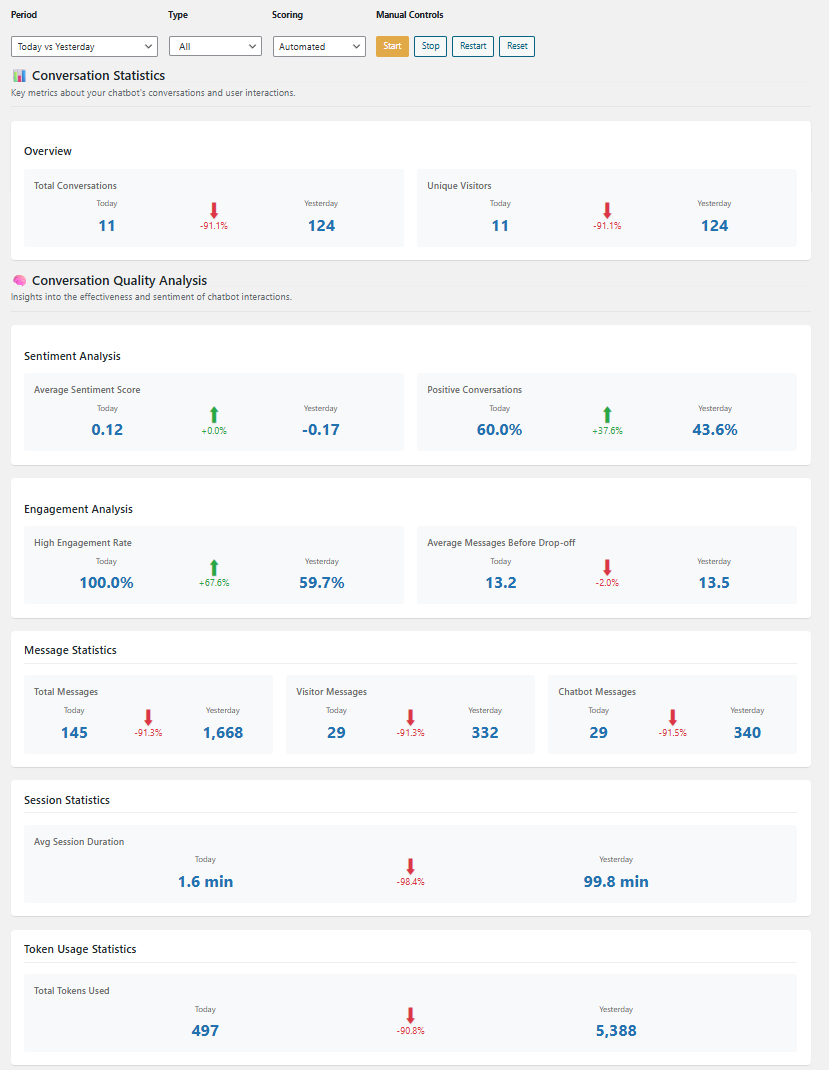 Period Type Scoring Manual Controls
Today vs Yesterday All Automated Start Stop Restart Reset
Conversation Statistics
Key metrics about your chatbot's conversations and user interactions.
Overview
Total Conversations
Today Yesterday
11 -91.1% 124
Unique Visitors
Today Yesterday
11 -91.1% 124
Conversation Quality Analysis
Insights into the effectiveness and sentiment of chatbot interactions.
Sentiment Analysis
Average Sentiment Score
Today Yesterday
0.12 +0.0% -0.17
Positive Conversations
Today Yesterday
60.0% +37.6% 43.6%
Engagement Analysis
High Engagement Rate
Today Yesterday
100.0% +67.6% 59.7%
Average Messages Before Drop-off
Today Yesterday
13.2 -2.0% 13.5
Message Statistics
Total Messages
Today Yesterday
145 -91.3% 1,668
Visitor Messages
Today Yesterday
29 -91.3% 332
Chatbot Messages
Today Yesterday
29 -91.5% 340
Session Statistics
Avg Session Duration
Today Yesterday
1.6 min -98.4% 99.8 min
Token Usage Statistics
Total Tokens Used
Today Yesterday
497 -90.8% 5,388